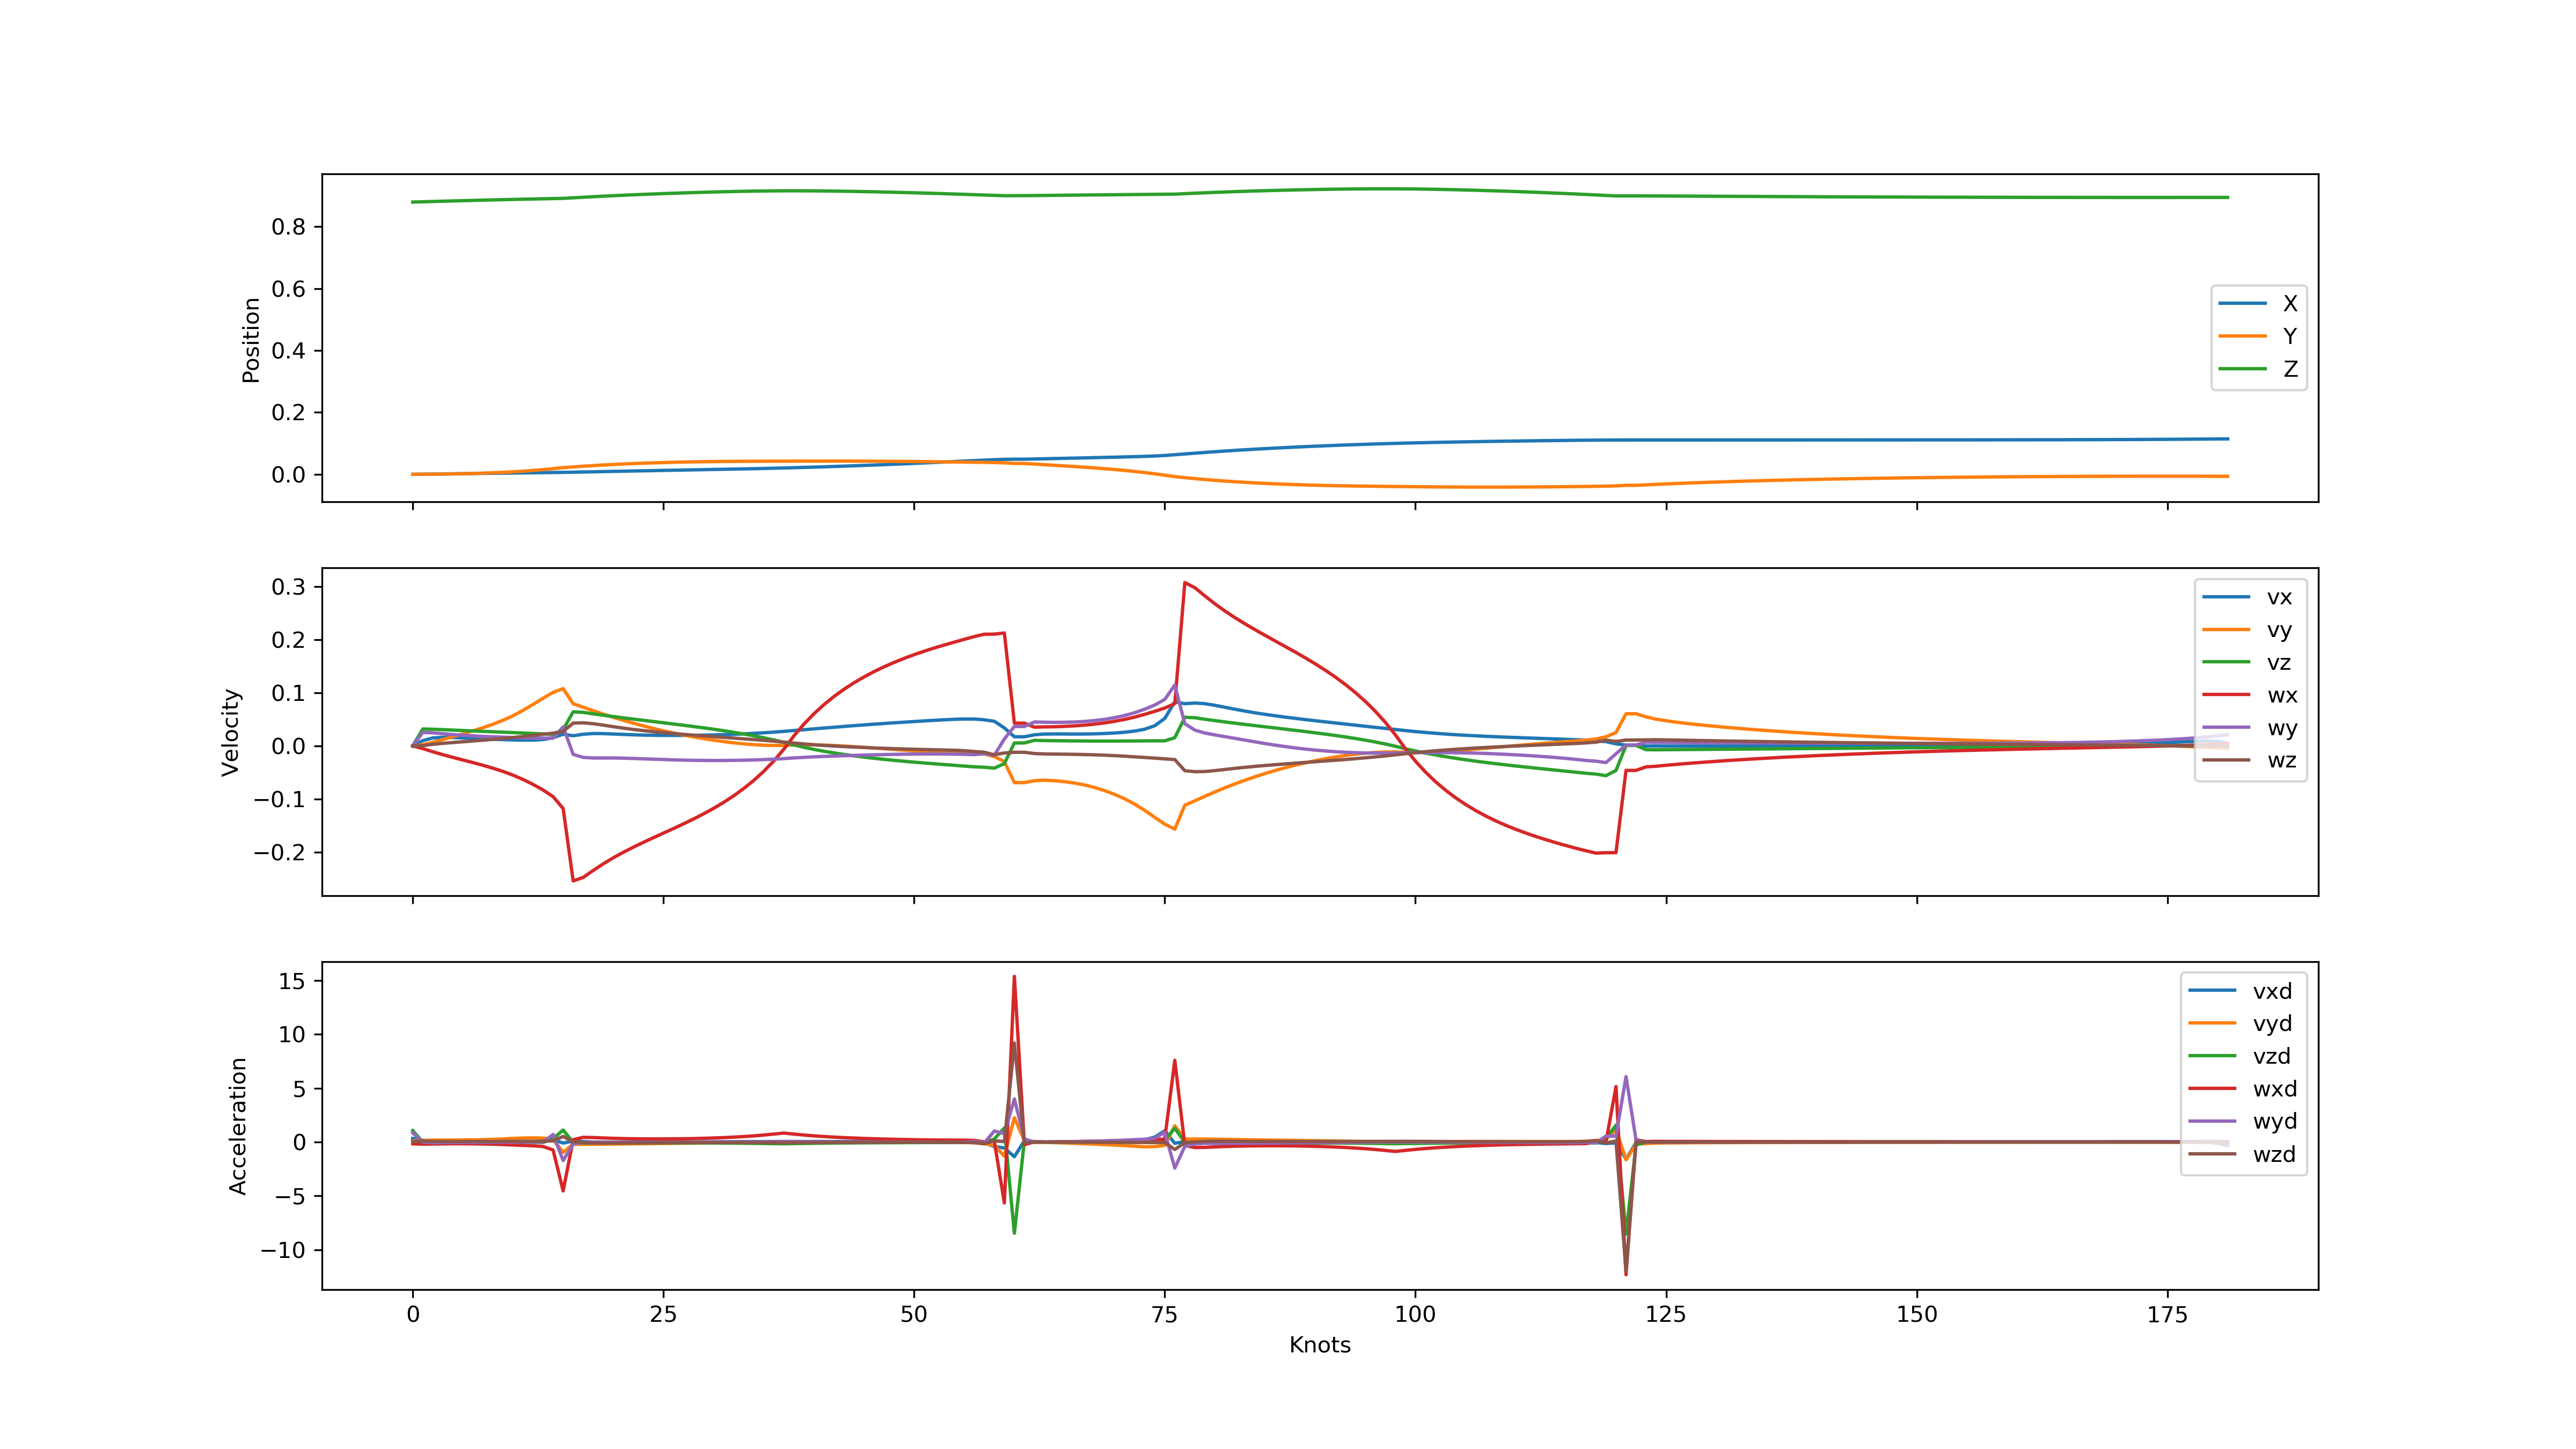 Position
0.8
0.6
0.4
0.2
0.0
X
Y
Z
Velocity
0.3
0.2
0.1
0.0
−0.1
−0.2
vx
vy
vz
wx
wy
wz
Acceleration
15
10
5
0
−5
−10
vxd
vyd
vzd
wxd
wyd
wzd
0 25 50 75 100 125 150 175
Knots